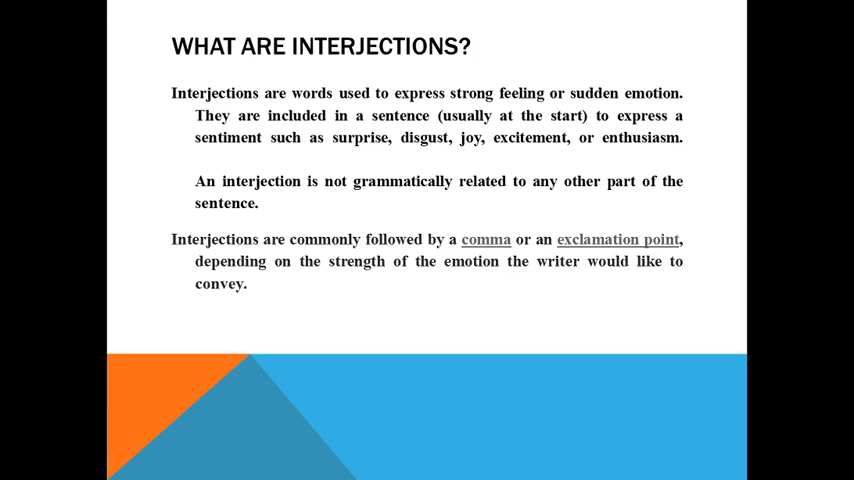 WHAT ARE INTERJECTIONS?
Interjections are words used to express strong feeling or sudden emotion.
They are included in a sentence (usually at the start) to express a
sentiment such as surprise, disgust, joy, excitement, or enthusiasm.
An interjection is not grammatically related to any other part of the
sentence.
Interjections are commonly followed by a comma or an exclamation point,
depending on the strength of the emotion the writer would like to
convey.